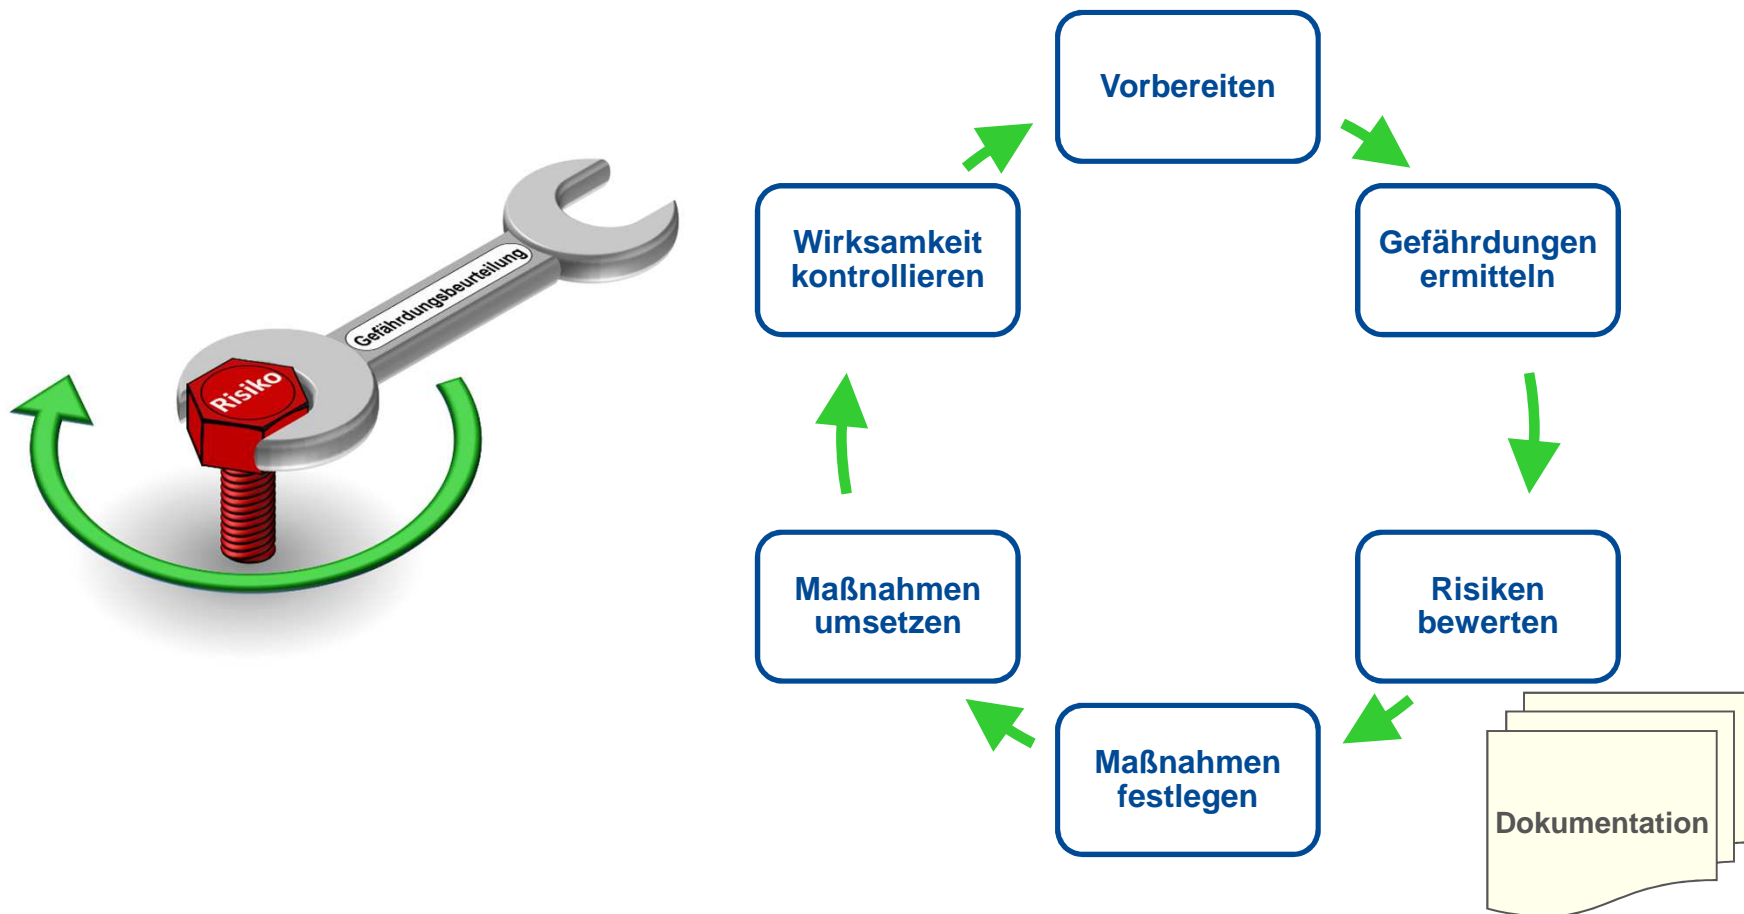 Gefährdungsbeurteilung
Risiko
Vorbereiten
Gefährdungen
ermitteln
Risiken
bewerten
Maßnahmen
festlegen
Maßnahmen
umsetzen
Wirksamkeit
kontrollieren
Dokumentation